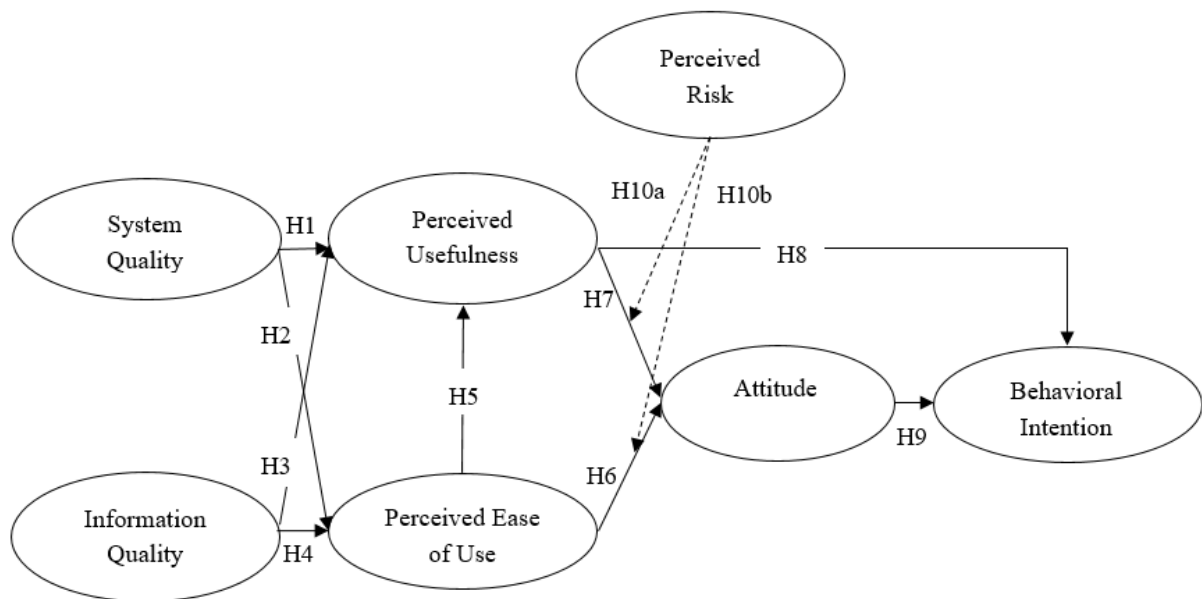 Perceived
Risk
H10a
H10b
System
Quality
H1
Perceived
Usefulness
H8
H7
H2
Attitude
Behavioral
Intention
H5
H9
H3
H6
Information
Quality
H4
Perceived Ease
of Use